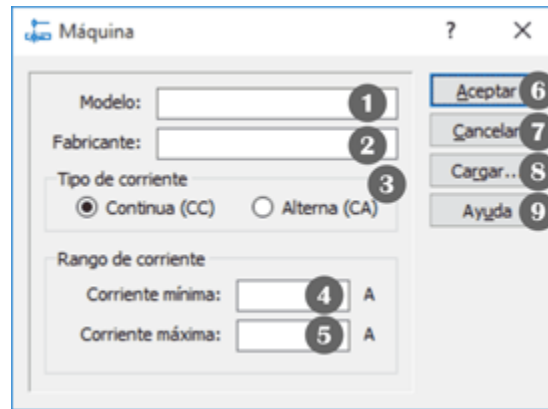 Máquina ? ×
Modelo: 1
Fabricante: 2
Tipo de corriente 3
Continua (CC) Alterna (CA)
Rango de corriente
Corriente mínima: 4 A
Corriente máxima: 5 A
Aceptar 6
Cancelar 7
Cargar... 8
Ayuda 9